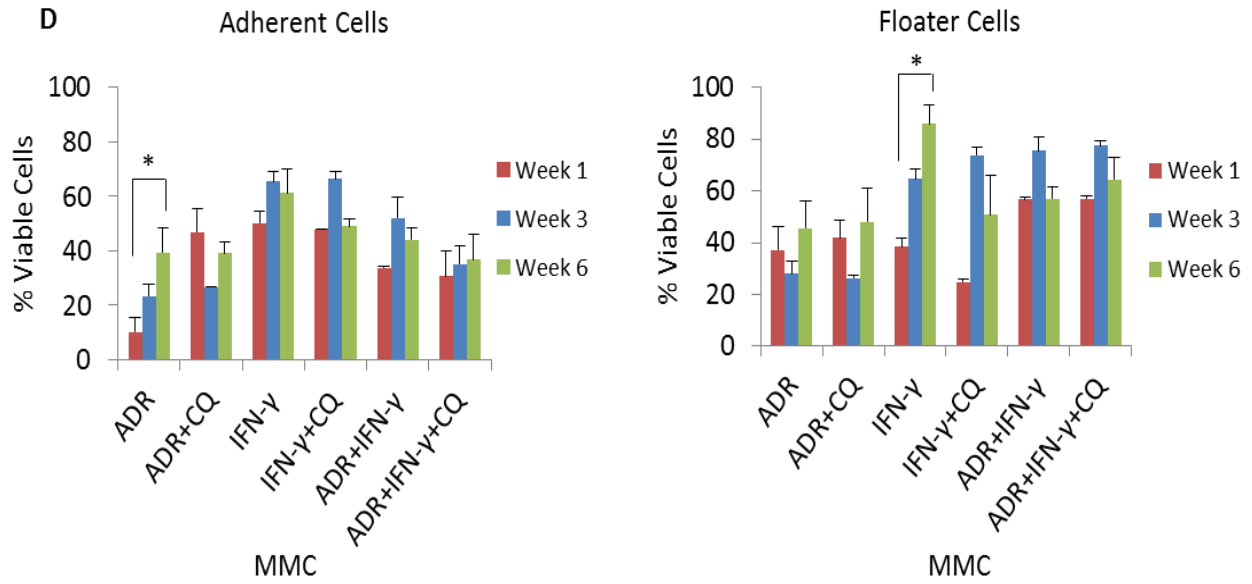 D
Adherent Cells
% Viable Cells
100
80
60
40
20
0
*
Week 1
Week 3
Week 6
ADR
ADR+CQ
IFN-γ
IFN-γ+CQ
ADR+IFN-γ
ADR+IFN-γ+CQ
MMC
Floater Cells
% Viable Cells
100
80
60
40
20
0
*
Week 1
Week 3
Week 6
ADR
ADR+CQ
IFN-γ
IFN-γ+CQ
ADR+IFN-γ
ADR+IFN-γ+CQ
MMC